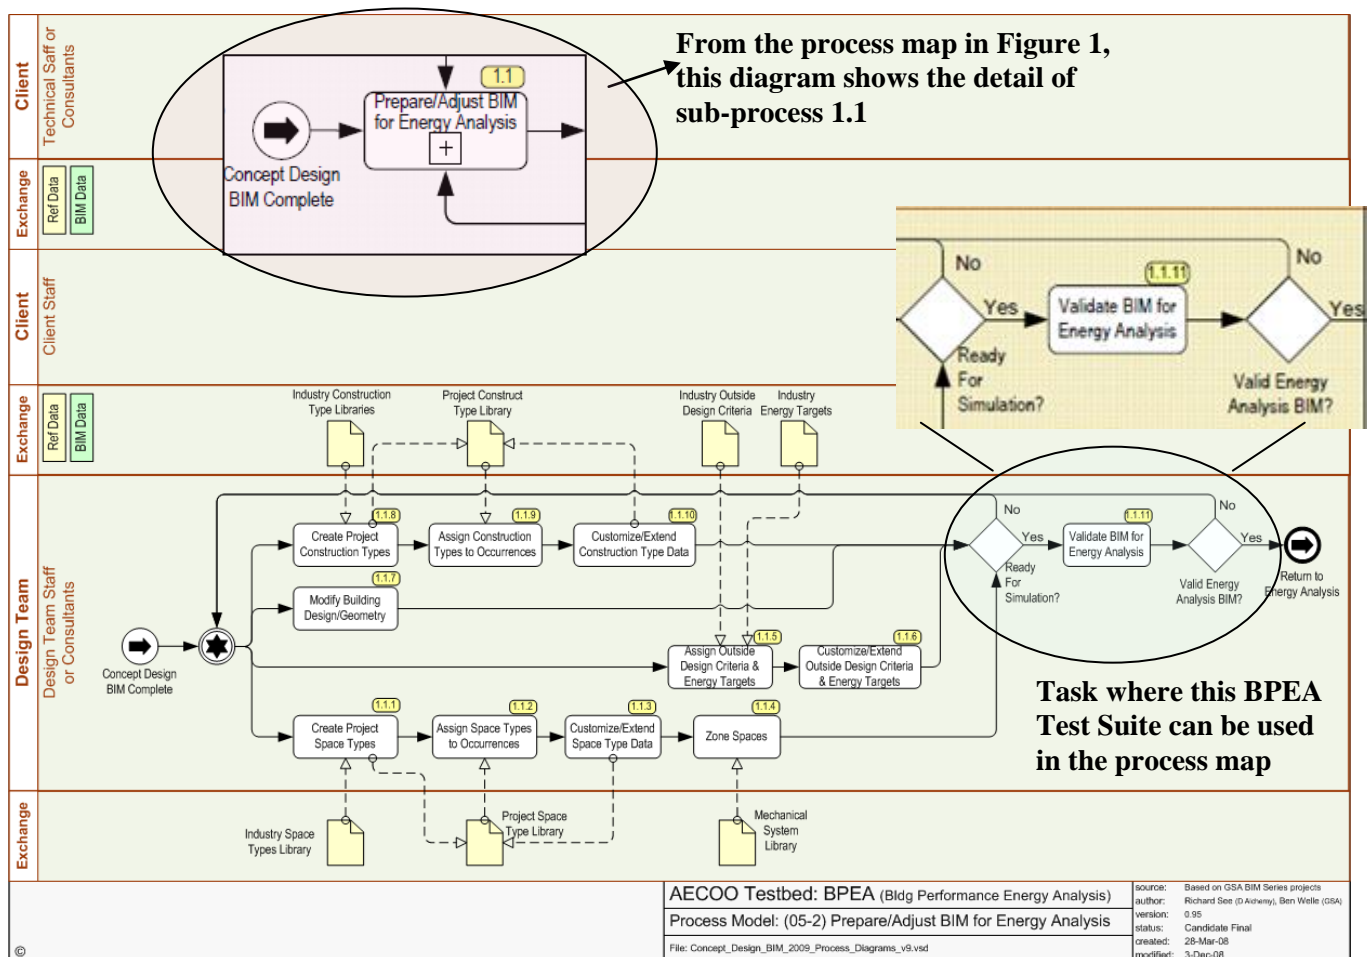 Client
Technical Saff or
Consultants
1.1
Prepare/Adjust BIM
for Energy Analysis
+
Concept Design
BIM Complete
From the process map in Figure 1,
this diagram shows the detail of
sub-process 1.1
Exchange
Ref Data
BIM Data
Client
Client Staff
No
Yes
Ready
For
Simulation?
1.1.11
Validate BIM for
Energy Analysis
No
Yes
Valid Energy
Analysis BIM?
Exchange
Ref Data
BIM Data
Industry Construction
Type Libraries
Project Construct
Type Library
Industry Outside
Design Criteria
Industry
Energy Targets
Design Team
Design Team Staff
or Consultants
1.1.8
Create Project
Construction Types
1.1.9
Assign Construction
Types to Occurrences
1.1.10
Customize/Extend
Construction Type Data
No
Yes
Ready
For
Simulation?
1.1.11
Validate BIM for
Energy Analysis
No
Yes
Valid Energy
Analysis BIM?
Return to
Energy Analysis
1.1.7
Modify Building
Design/Geometry
Concept Design
BIM Complete
1.1.5
Assign Outside
Design Criteria &
Energy Targets
1.1.6
Customize/Extend
Outside Design Criteria
& Energy Targets
1.1.1
Create Project
Space Types
1.1.2
Assign Space Types
to Occurrences
1.1.3
Customize/Extend
Space Type Data
1.1.4
Zone Spaces
Task where this BPEA
Test Suite can be used
in the process map
Exchange
Industry Space
Types Library
Project Space
Type Library
Mechanical
System
Library
©
AECOO Testbed: BPEA (Bldg Performance Energy Analysis)
Process Model: (05-2) Prepare/Adjust BIM for Energy Analysis
File: Concept_Design_BIM_2009_Process_Diagrams_v9.vsd
source: Based on GSA BIM Series projects
author: Richard See (D Alchemy), Ben Welle (GSA)
version: 0.95
status: Candidate Final
created: 28-Mar-08
modified: 3-Dec-08